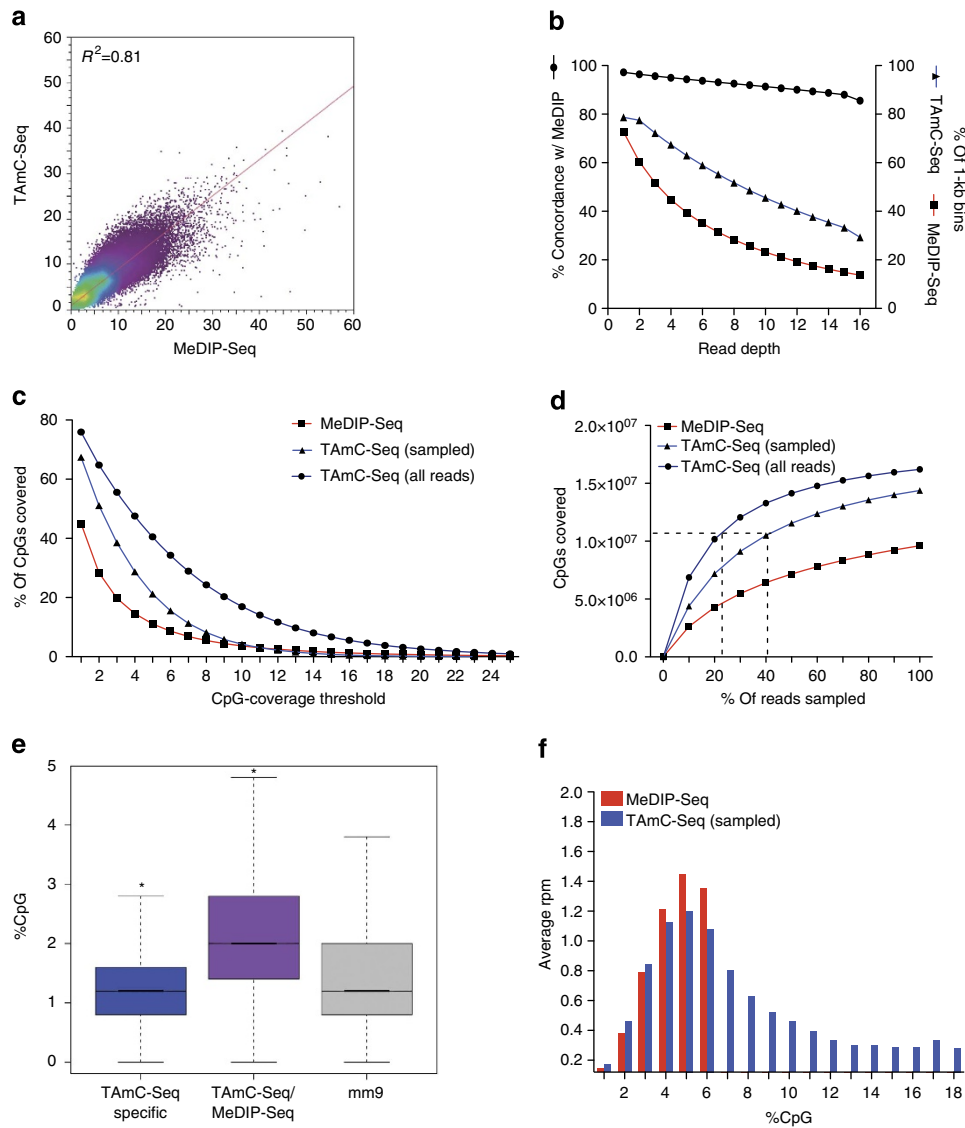 a
R²=0.81
60
50
40
30
20
10
0
TAmC-Seq
0 10 20 30 40 50 60
MeDIP-Seq
b
% Concordance w/ MeDIP
100
80
60
40
20
0
100
80
60
40
20
0
TAmC-Seq
MeDIP-Seq
% Of 1-kb bins
0 2 4 6 8 10 12 14 16
Read depth
c
MeDIP-Seq
TAmC-Seq (sampled)
TAmC-Seq (all reads)
80
60
40
20
0
% Of CpGs covered
2 4 6 8 10 12 14 16 18 20 22 24
CpG-coverage threshold
d
MeDIP-Seq
TAmC-Seq (sampled)
TAmC-Seq (all reads)
2.0×10⁰⁷
1.5×10⁰⁷
1.0×10⁰⁷
5.0×10⁰⁶
0.0
CpGs covered
0 20 40 60 80 100
% Of reads sampled
e
5
4
3
2
1
0
%CpG
*
*
TAmC-Seq
specific
TAmC-Seq/
MeDIP-Seq
mm9
f
MeDIP-Seq
TAmC-Seq (sampled)
2.0
1.8
1.6
1.4
1.2
1.0
0.8
0.6
0.4
0.2
Average rpm
2 4 6 8 10 12 14 16 18
%CpG